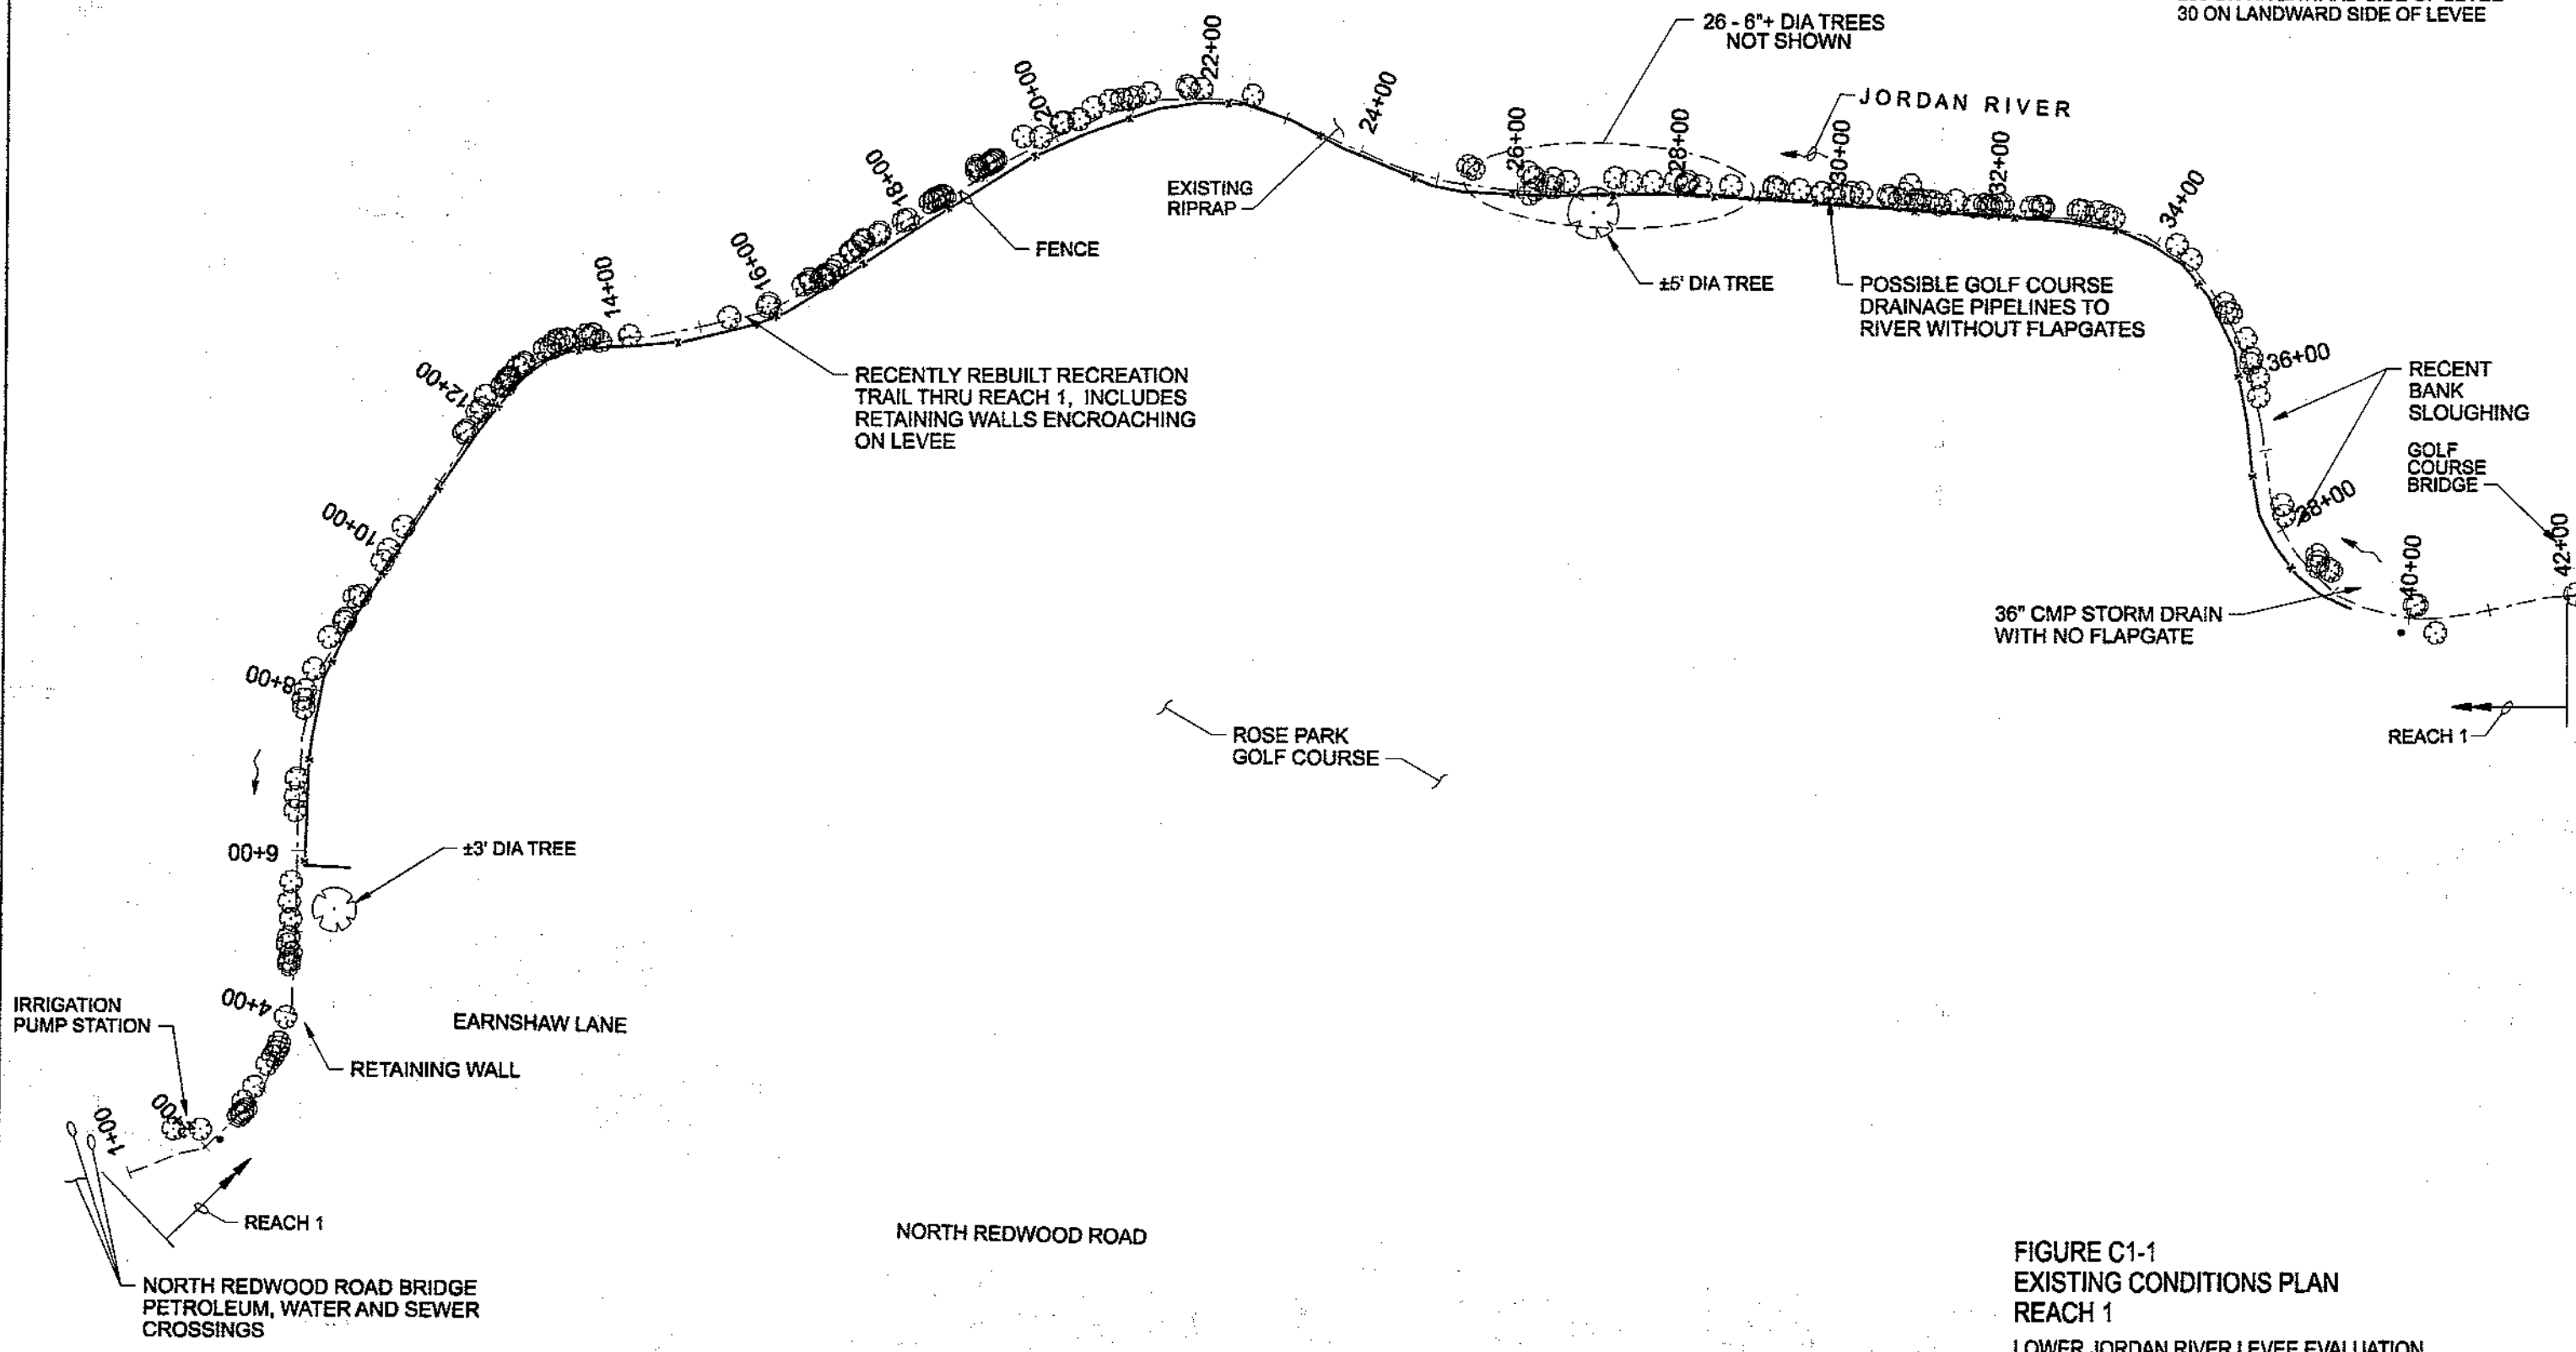 30 ON LANDWARD SIDE OF LEVEE
26 - 6"+ DIA TREES
NOT SHOWN
JORDAN RIVER
22+00
20+00
24+00
26+00
28+00
30+00
32+00
34+00
18+00
16+00
14+00
12+00
10+00
8+00
6+00
4+00
1+00
36+00
38+00
40+00
42+00
EXISTING
RIPRAP
FENCE
±5' DIA TREE
POSSIBLE GOLF COURSE
DRAINAGE PIPELINES TO
RIVER WITHOUT FLAPGATES
RECENTLY REBUILT RECREATION
TRAIL THRU REACH 1, INCLUDES
RETAINING WALLS ENCROACHING
ON LEVEE
RECENT
BANK
SLOUGHING
GOLF
COURSE
BRIDGE
36" CMP STORM DRAIN
WITH NO FLAPGATE
REACH 1
ROSE PARK
GOLF COURSE
±3' DIA TREE
IRRIGATION
PUMP STATION
EARNSHAW LANE
RETAINING WALL
REACH 1
NORTH REDWOOD ROAD
NORTH REDWOOD ROAD BRIDGE
PETROLEUM, WATER AND SEWER
CROSSINGS
FIGURE C1-1
EXISTING CONDITIONS PLAN
REACH 1
LOWER JORDAN RIVER LEVEE EVALUATION